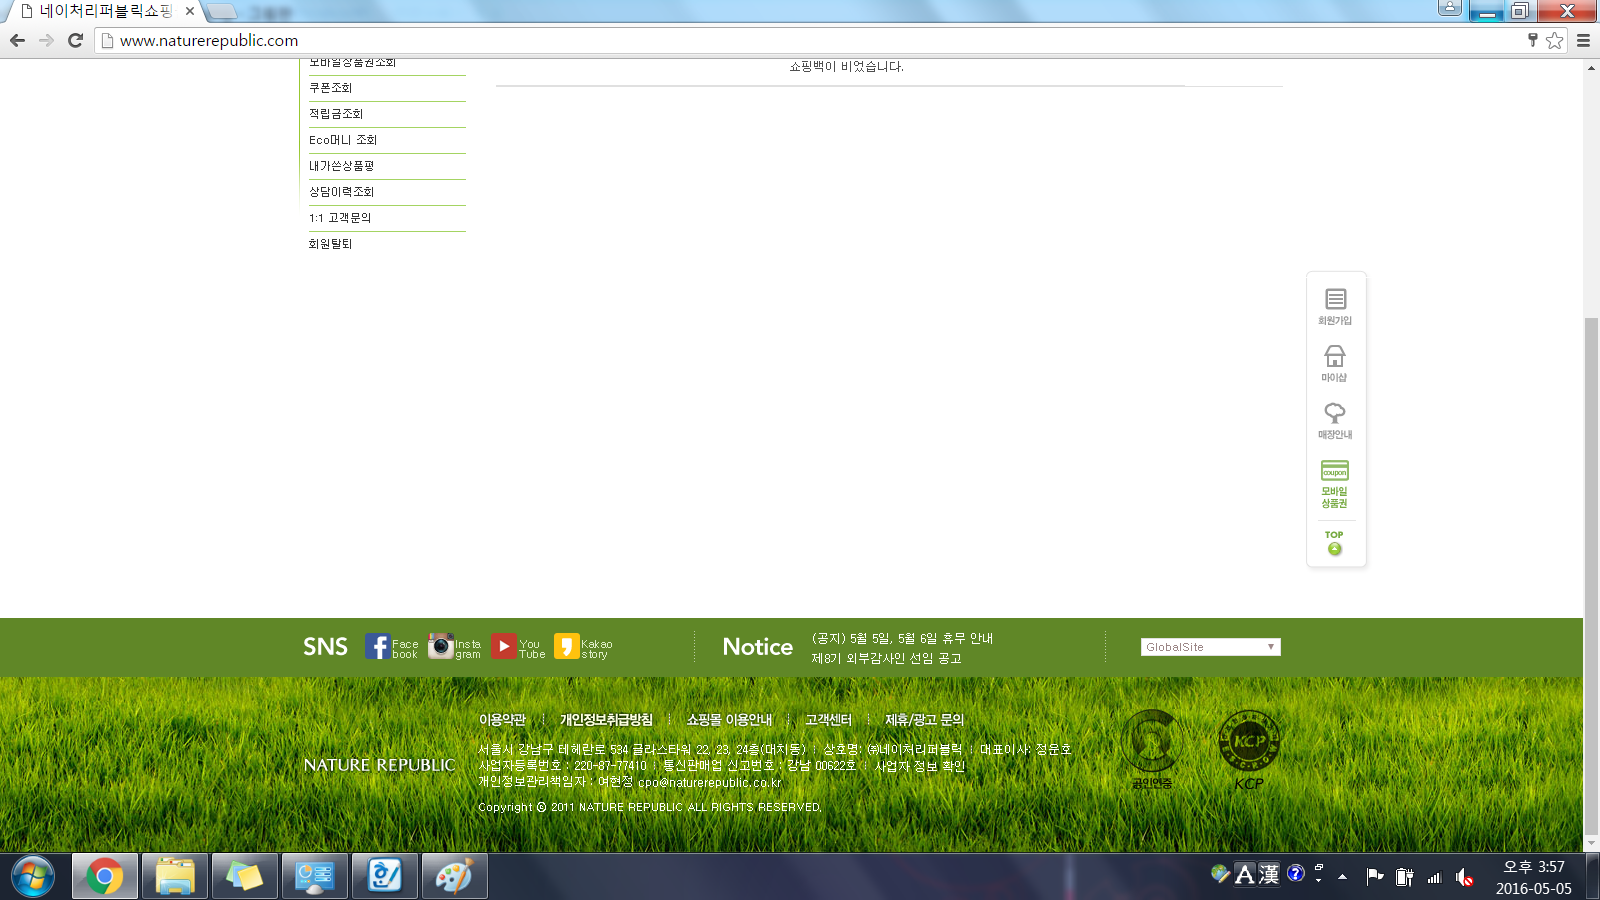 네이처리퍼블릭쇼핑
www.naturerepublic.com
모바일상품권조회
쇼핑백이 비었습니다.
쿠폰조회
적립금조회
Eco머니 조회
내가쓴상품평
상담이력조회
1:1 고객문의
회원탈퇴
회원가입
마이샵
매장안내
coupon
모바일
상품권
TOP
SNS
Face
book
Insta
gram
You
Tube
Kakao
story
Notice
(공지) 5월 5일, 5월 6일 휴무 안내
제8기 외부감사인 선임 공고
GlobalSite
이용약관 개인정보취급방침 쇼핑몰 이용안내 고객센터 제휴/광고 문의
NATURE REPUBLIC
서울시 강남구 테헤란로 534 글라스타워 22, 23, 24층(대치동) 상호명: ㈜네이처리퍼블릭 대표이사: 정운호
사업자등록번호 : 220-87-77410 통신판매업 신고번호 : 강남 00622호 사업자 정보 확인
개인정보관리책임자 : 여현정 cpo@naturerepublic.co.kr
Copyright ⓒ 2011 NATURE REPUBLIC ALL RIGHTS RESERVED.
공인인증
KCP
KCP
A 漢
오후 3:57
2016-05-05